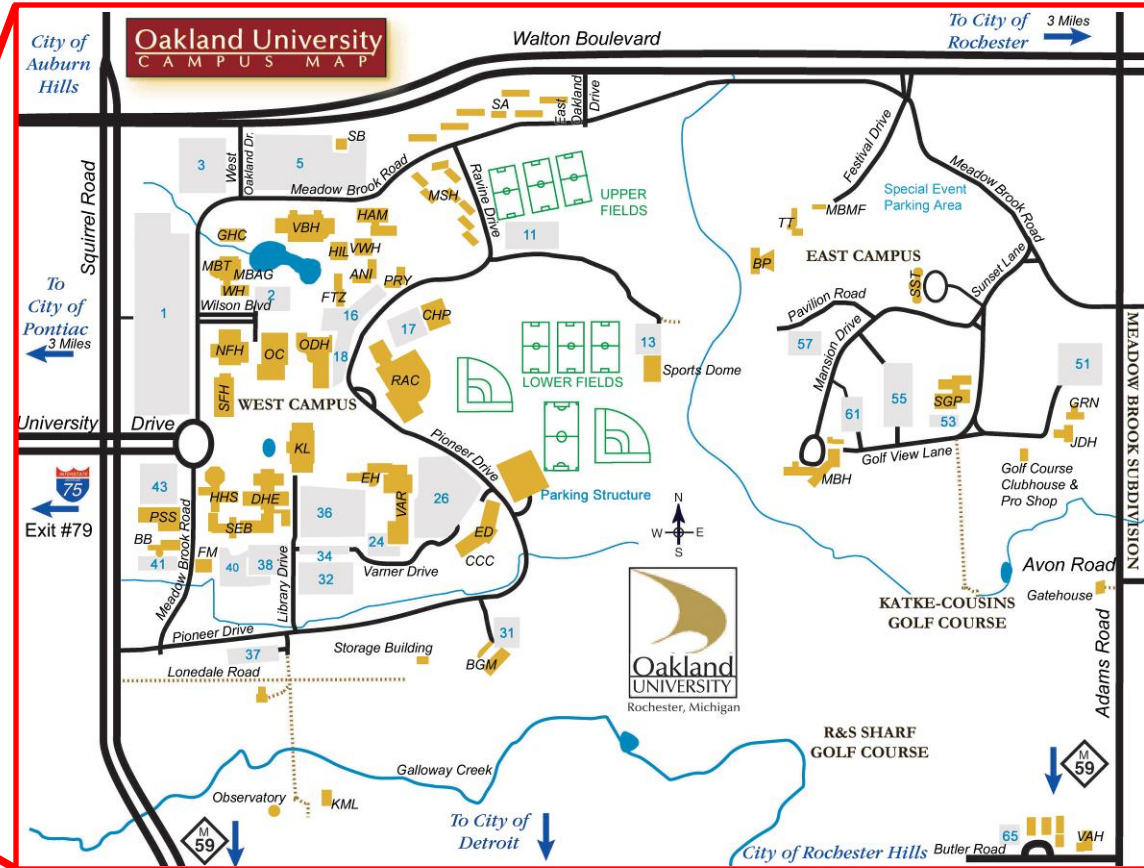 Oakland University
CAMPUS MAP
City of
Auburn
Hills
Walton Boulevard
To City of
Rochester
3 Miles
Squirrel Road
3
West
Oakland Dr.
5
SB
SA
East
Oakland
Drive
Meadow Brook Road
MSH
Ravine Drive
UPPER
FIELDS
11
Festival Drive
Meadow Brook Road
Special Event
Parking Area
MBMF
TT
BP
EAST CAMPUS
SST
Sunset Lane
GHC
VBH
HAM
HIL
VWH
MBT
MBAG
WH
2
FTZ
ANI
PRY
16
Wilson Blvd
1
To
City of
Pontiac
3 Miles
NFH
OC
ODH
18
17
CHP
RAC
13
Sports Dome
LOWER FIELDS
Pavilion Road
57
Mansion Drive
55
61
SGP
53
51
GRN
JDH
MEADOW BROOK SUBDIVISION
SFH
WEST CAMPUS
University Drive
KL
Pioneer Drive
Golf View Lane
MBH
Golf Course
Clubhouse &
Pro Shop
INTERSTATE
75
Exit #79
43
PSS
BB
41
Meadow Brook Road
HHS
DHE
SEB
FM
40
38
36
EH
VAR
26
24
34
32
Library Drive
Varner Drive
ED
CCC
Parking Structure
N
W
E
S
Avon Road
Gatehouse
KATKE-COUSINS
GOLF COURSE
Adams Road
Pioneer Drive
37
Lonedale Road
Storage Building
31
BGM
Oakland
UNIVERSITY
Rochester, Michigan
R&S SHARF
GOLF COURSE
M
59
Galloway Creek
Observatory
KML
M
59
To City of
Detroit
City of Rochester Hills
65
Butler Road
VAH